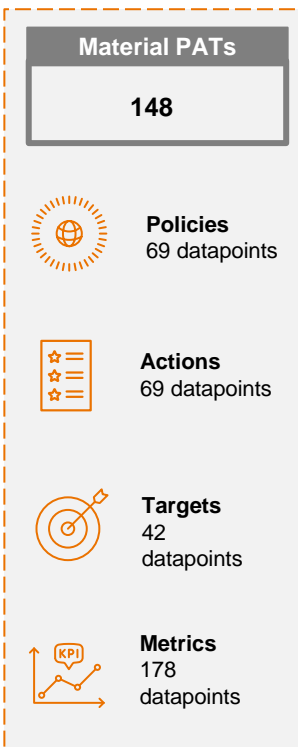 Material PATs
148
Policies
69 datapoints
Actions
69 datapoints
Targets
42
datapoints
KPI
Metrics
178
datapoints